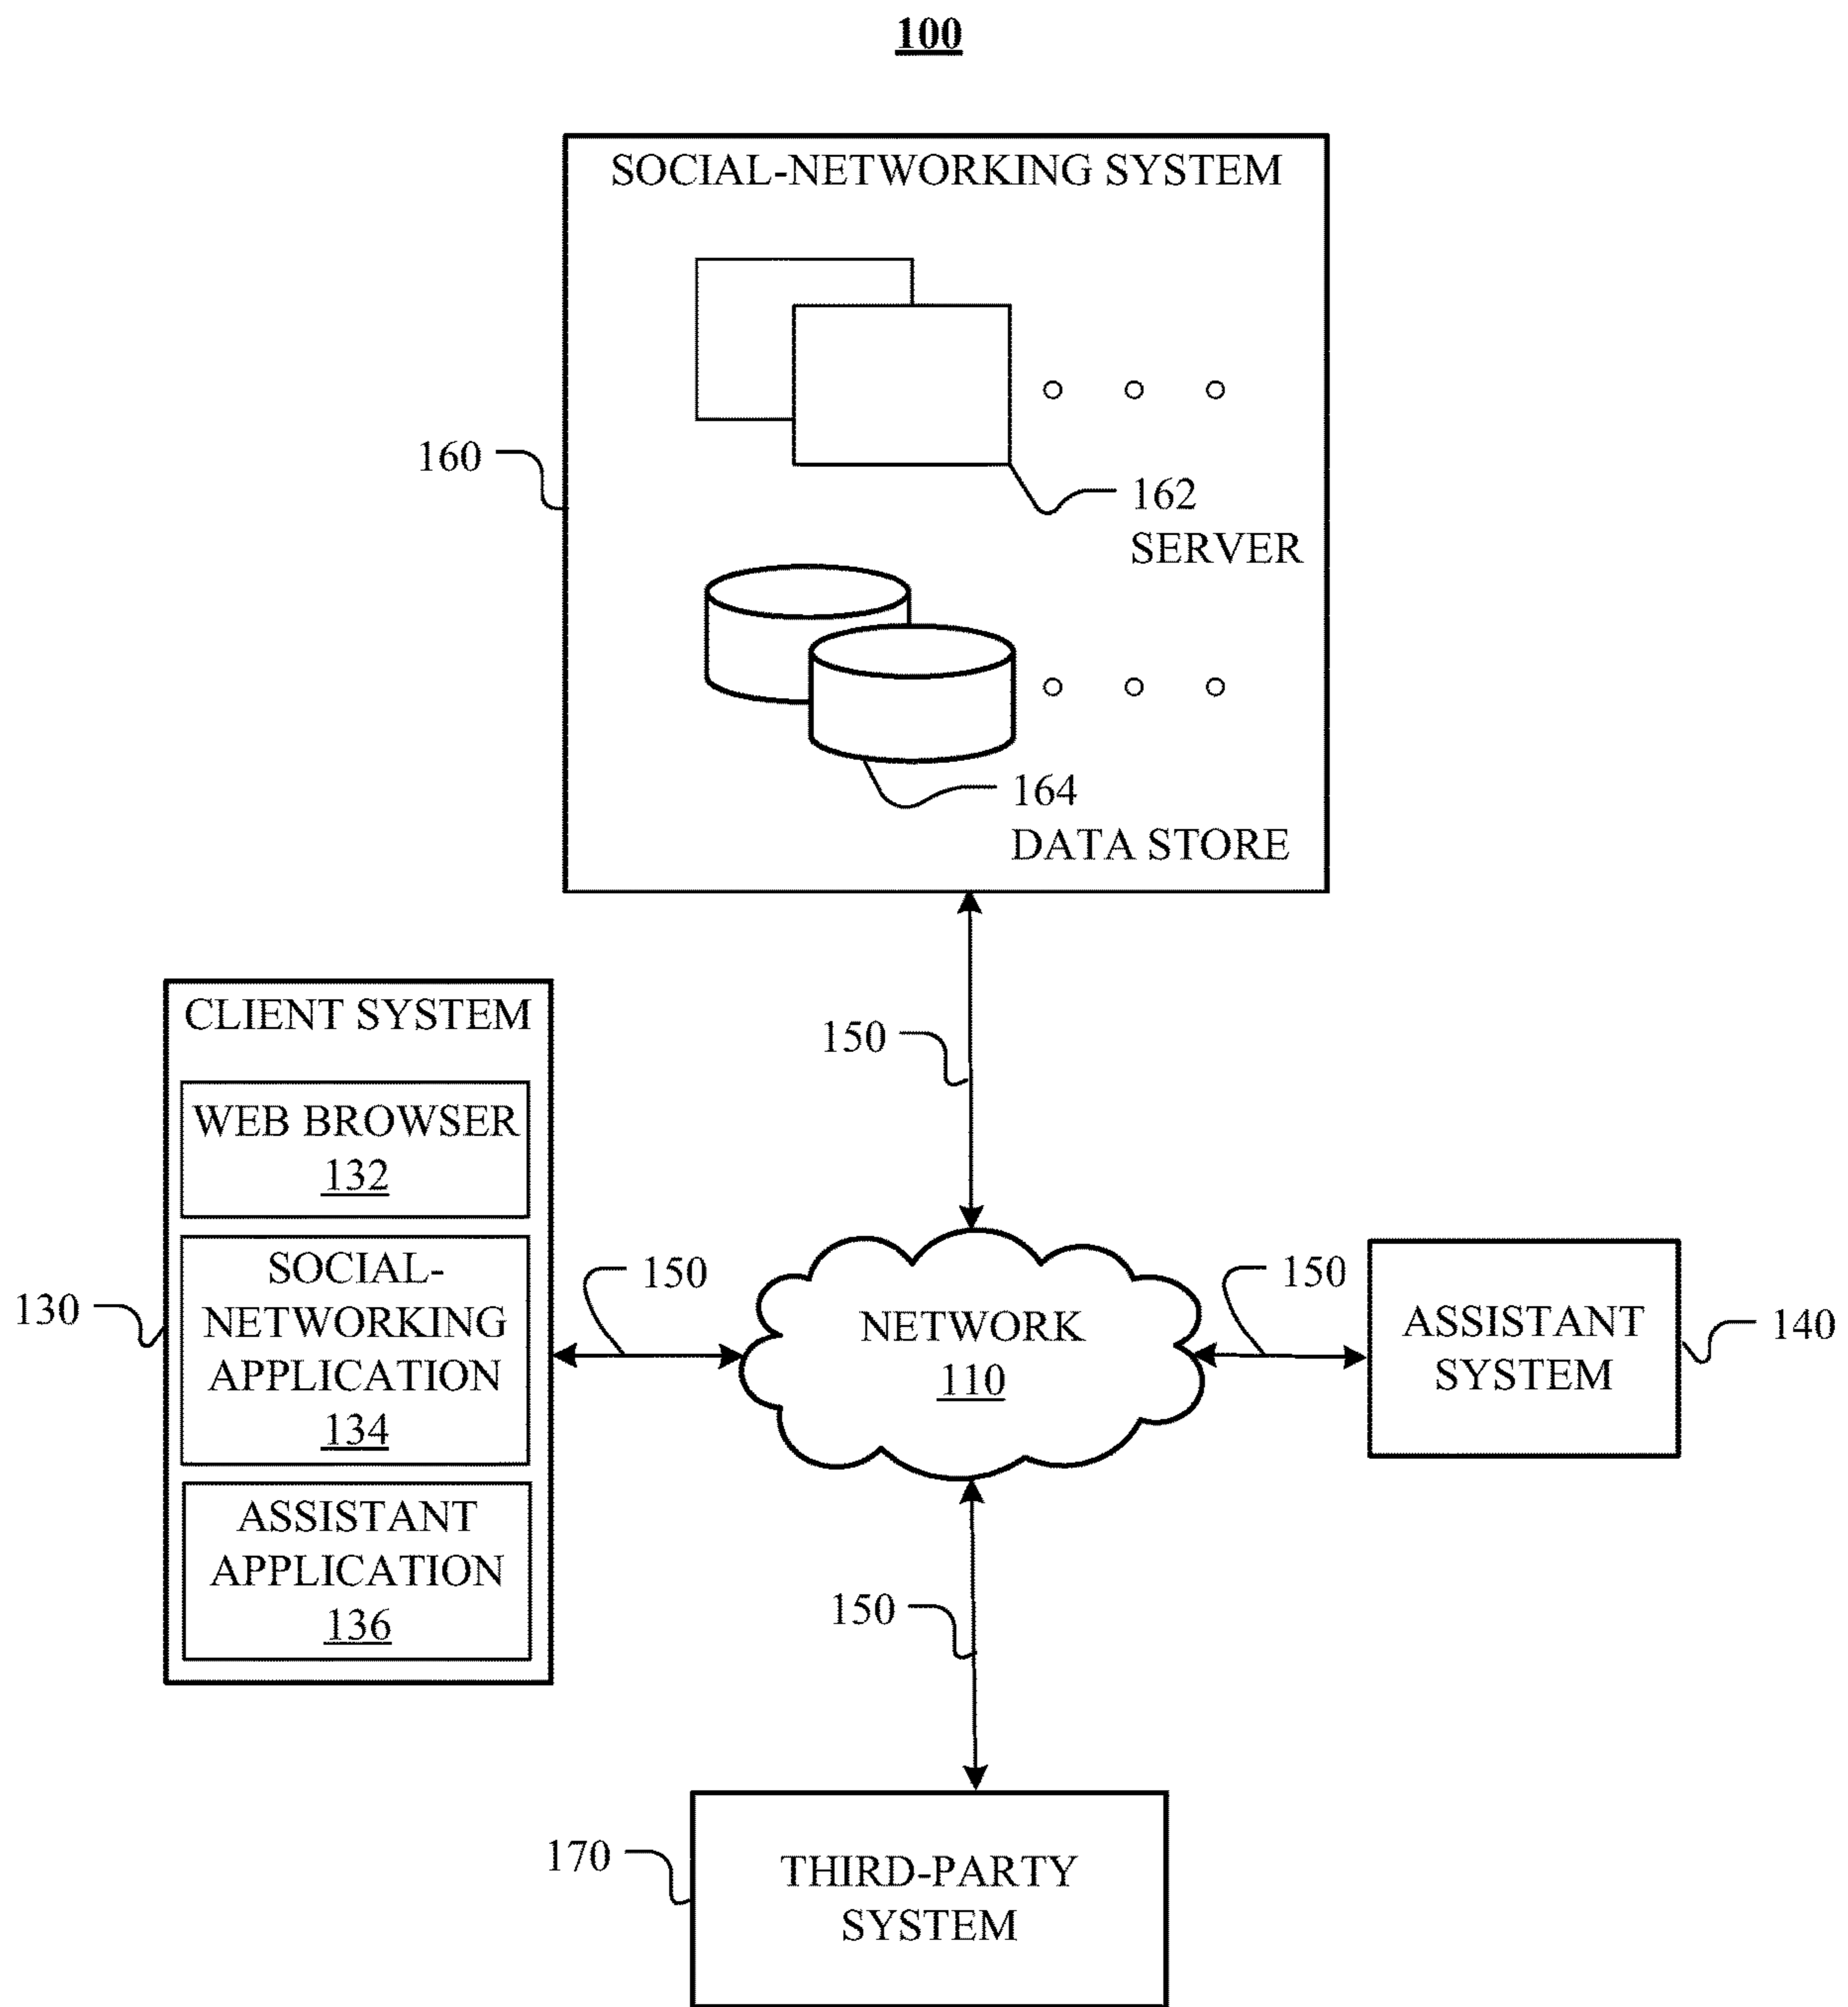 100
SOCIAL-NETWORKING SYSTEM
160
162
SERVER
164
DATA STORE
CLIENT SYSTEM
WEB BROWSER
132
SOCIAL-
NETWORKING
APPLICATION
134
ASSISTANT
APPLICATION
136
130
150
150
NETWORK
110
150
ASSISTANT
SYSTEM
140
150
170
THIRD-PARTY
SYSTEM